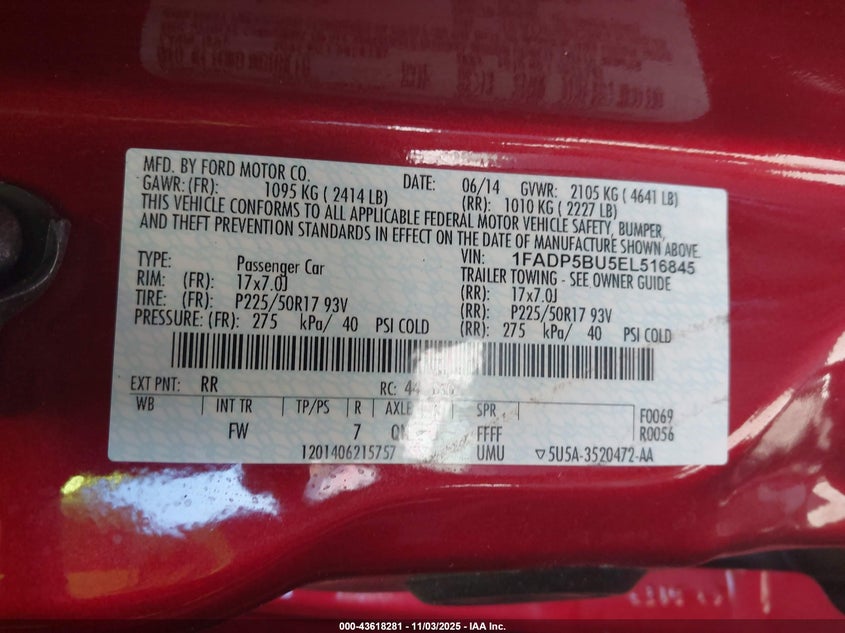 MFD. BY FORD MOTOR CO. DATE: 06/14 GVWR: 2105 KG ( 4641 LB)
GAWR: (FR): 1095 KG ( 2414 LB) (RR): 1010 KG ( 2227 LB)
THIS VEHICLE CONFORMS TO ALL APPLICABLE FEDERAL MOTOR VEHICLE SAFETY, BUMPER,
AND THEFT PREVENTION STANDARDS IN EFFECT ON THE DATE OF MANUFACTURE SHOWN ABOVE.
VIN: 1FADP5BU5EL516845
TYPE: Passenger Car TRAILER TOWING - SEE OWNER GUIDE
RIM: (FR): 17x7.0J (RR): 17x7.0J
TIRE: (FR): P225/50R17 93V (RR): P225/50R17 93V
PRESSURE: (FR): 275 kPa/ 40 PSI COLD (RR): 275 kPa/ 40 PSI COLD
EXT PNT: RR RC: 44
WB INT TR TP/PS R AXLE SPR F0069
FW 7 FFFF R0056
1201406215757 UMU ▽5U5A-3520472-AA
000-43618281 - 11/03/2025 - IAA Inc.